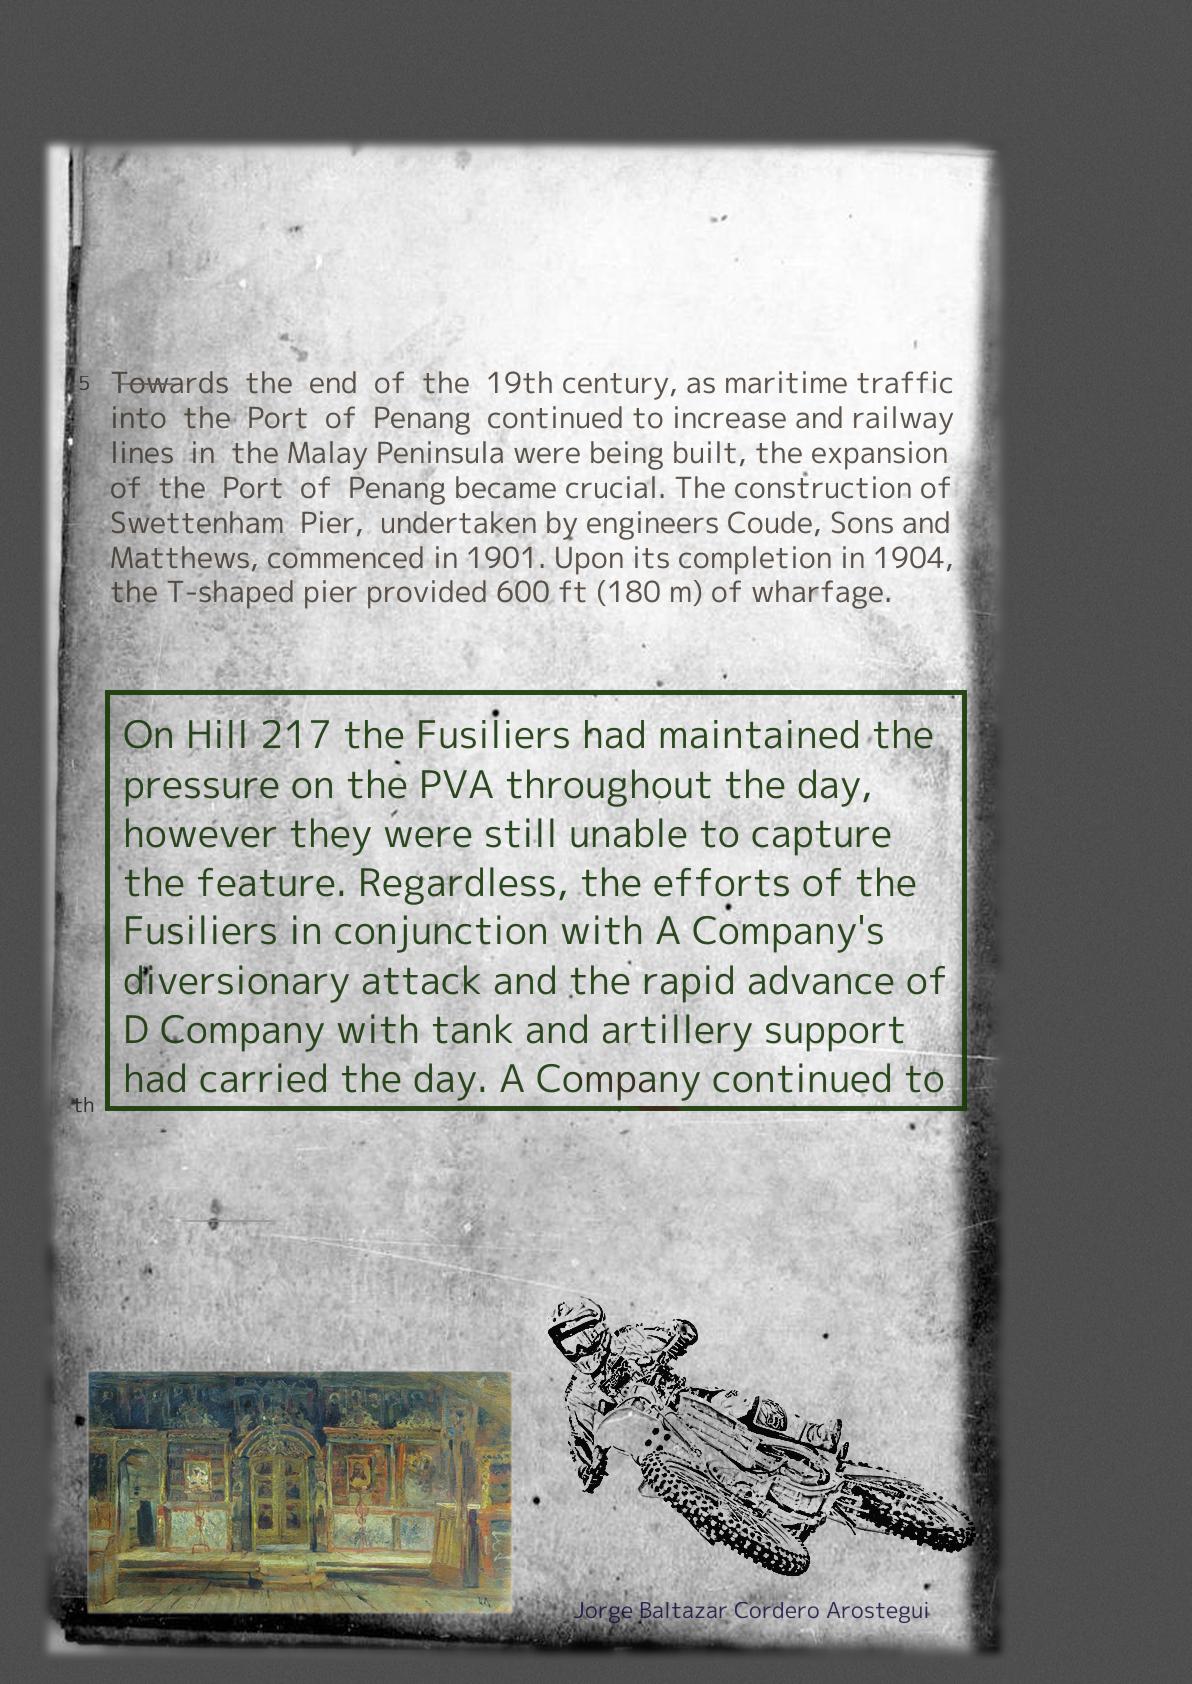 5
Towards the end of the 19th century, as maritime traffic
into the Port of Penang continued to increase and railway
lines in the Malay Peninsula were being built, the expansion
of the Port of Penang became crucial. The construction of
Swettenham Pier, undertaken by engineers Coude, Sons and
Matthews, commenced in 1901. Upon its completion in 1904,
the T-shaped pier provided 600 ft (180 m) of wharfage.
On Hill 217 the Fusiliers had maintained the
pressure on the PVA throughout the day,
however they were still unable to capture
the feature. Regardless, the efforts of the
Fusiliers in conjunction with A Company's
diversionary attack and the rapid advance of
D Company with tank and artillery support
had carried the day. A Company continued to
th
Jorge Baltazar Cordero Arostegui